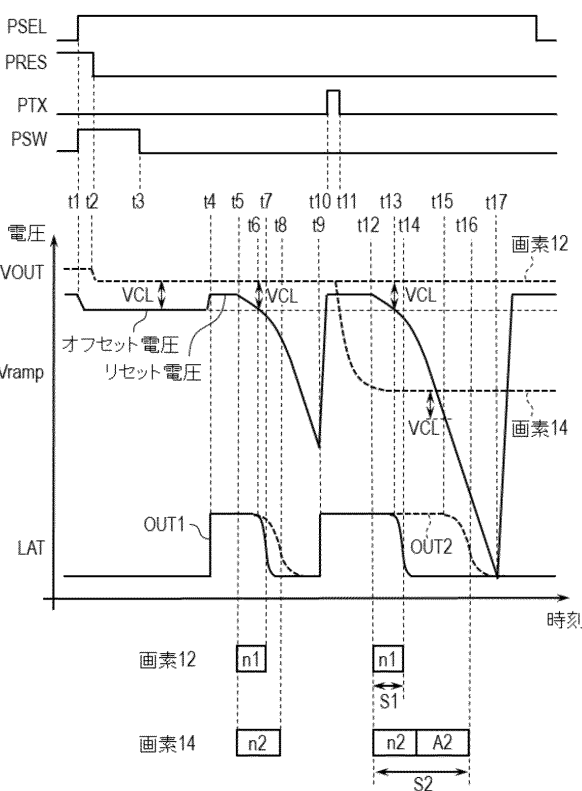 PSEL
PRES
PTX
PSW
t1 t2 t3 t4 t5 t7 t10 t11 t13 t15 t17
t6 t8 t9 t12 t14 t16
電圧
画素12
VOUT
VCL VCL VCL
オフセット電圧
リセット電圧
Vramp
VCL 画素14
OUT1 OUT2
LAT
時刻
画素12 n1 n1
S1
画素14 n2 n2 A2
S2